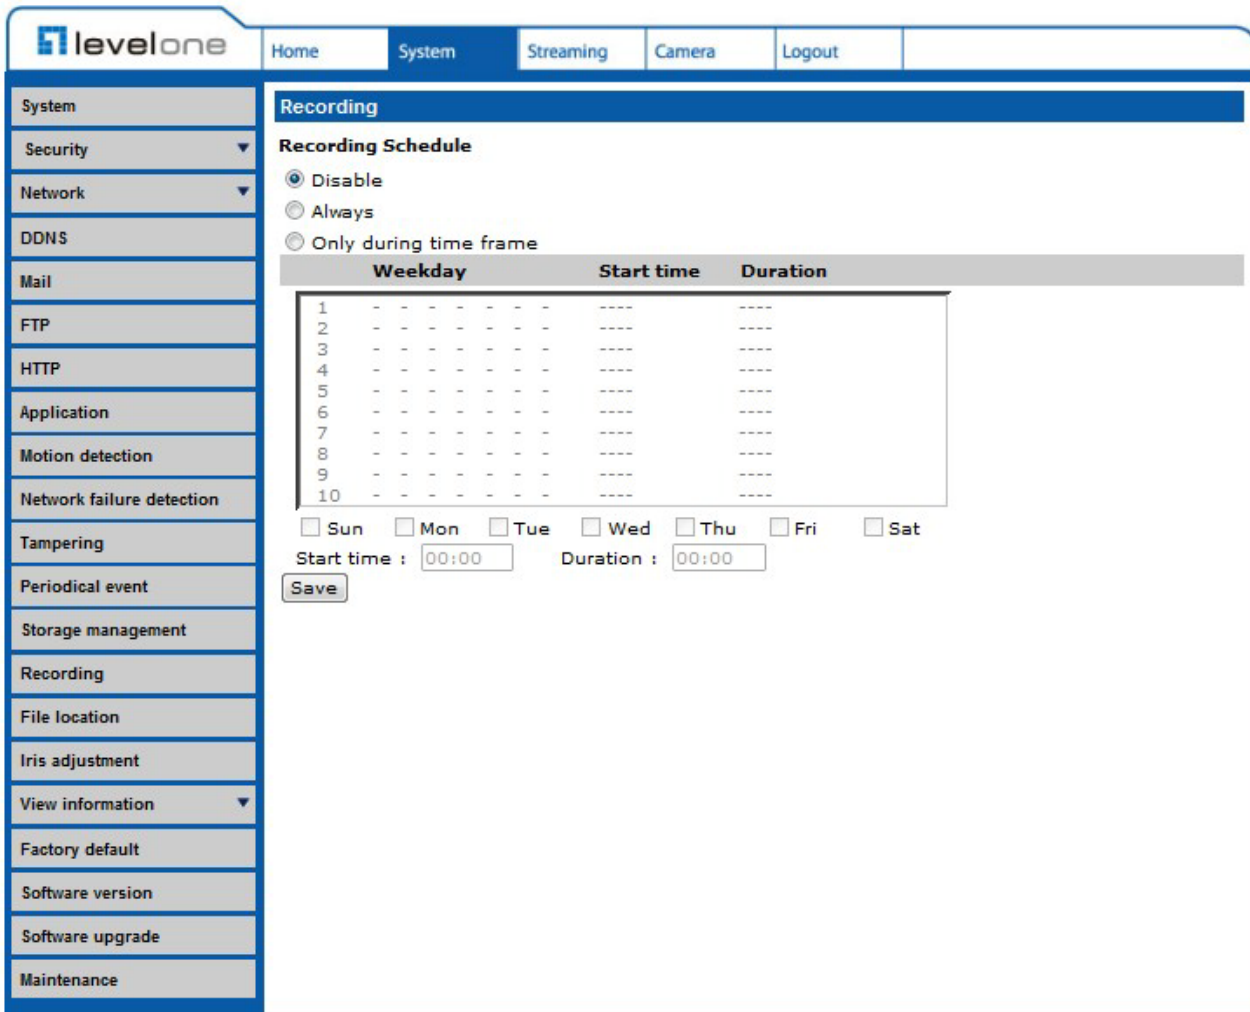 levelone
Home System Streaming Camera Logout
System
Security
Network
DDNS
Mail
FTP
HTTP
Application
Motion detection
Network failure detection
Tampering
Periodical event
Storage management
Recording
File location
Iris adjustment
View information
Factory default
Software version
Software upgrade
Maintenance
Recording
Recording Schedule
Disable
Always
Only during time frame
Weekday Start time Duration
1 - - - - - - - ---- ----
2 - - - - - - - ---- ----
3 - - - - - - - ---- ----
4 - - - - - - - ---- ----
5 - - - - - - - ---- ----
6 - - - - - - - ---- ----
7 - - - - - - - ---- ----
8 - - - - - - - ---- ----
9 - - - - - - - ---- ----
10 - - - - - - - ---- ----
Sun Mon Tue Wed Thu Fri Sat
Start time : 00:00 Duration : 00:00
Save